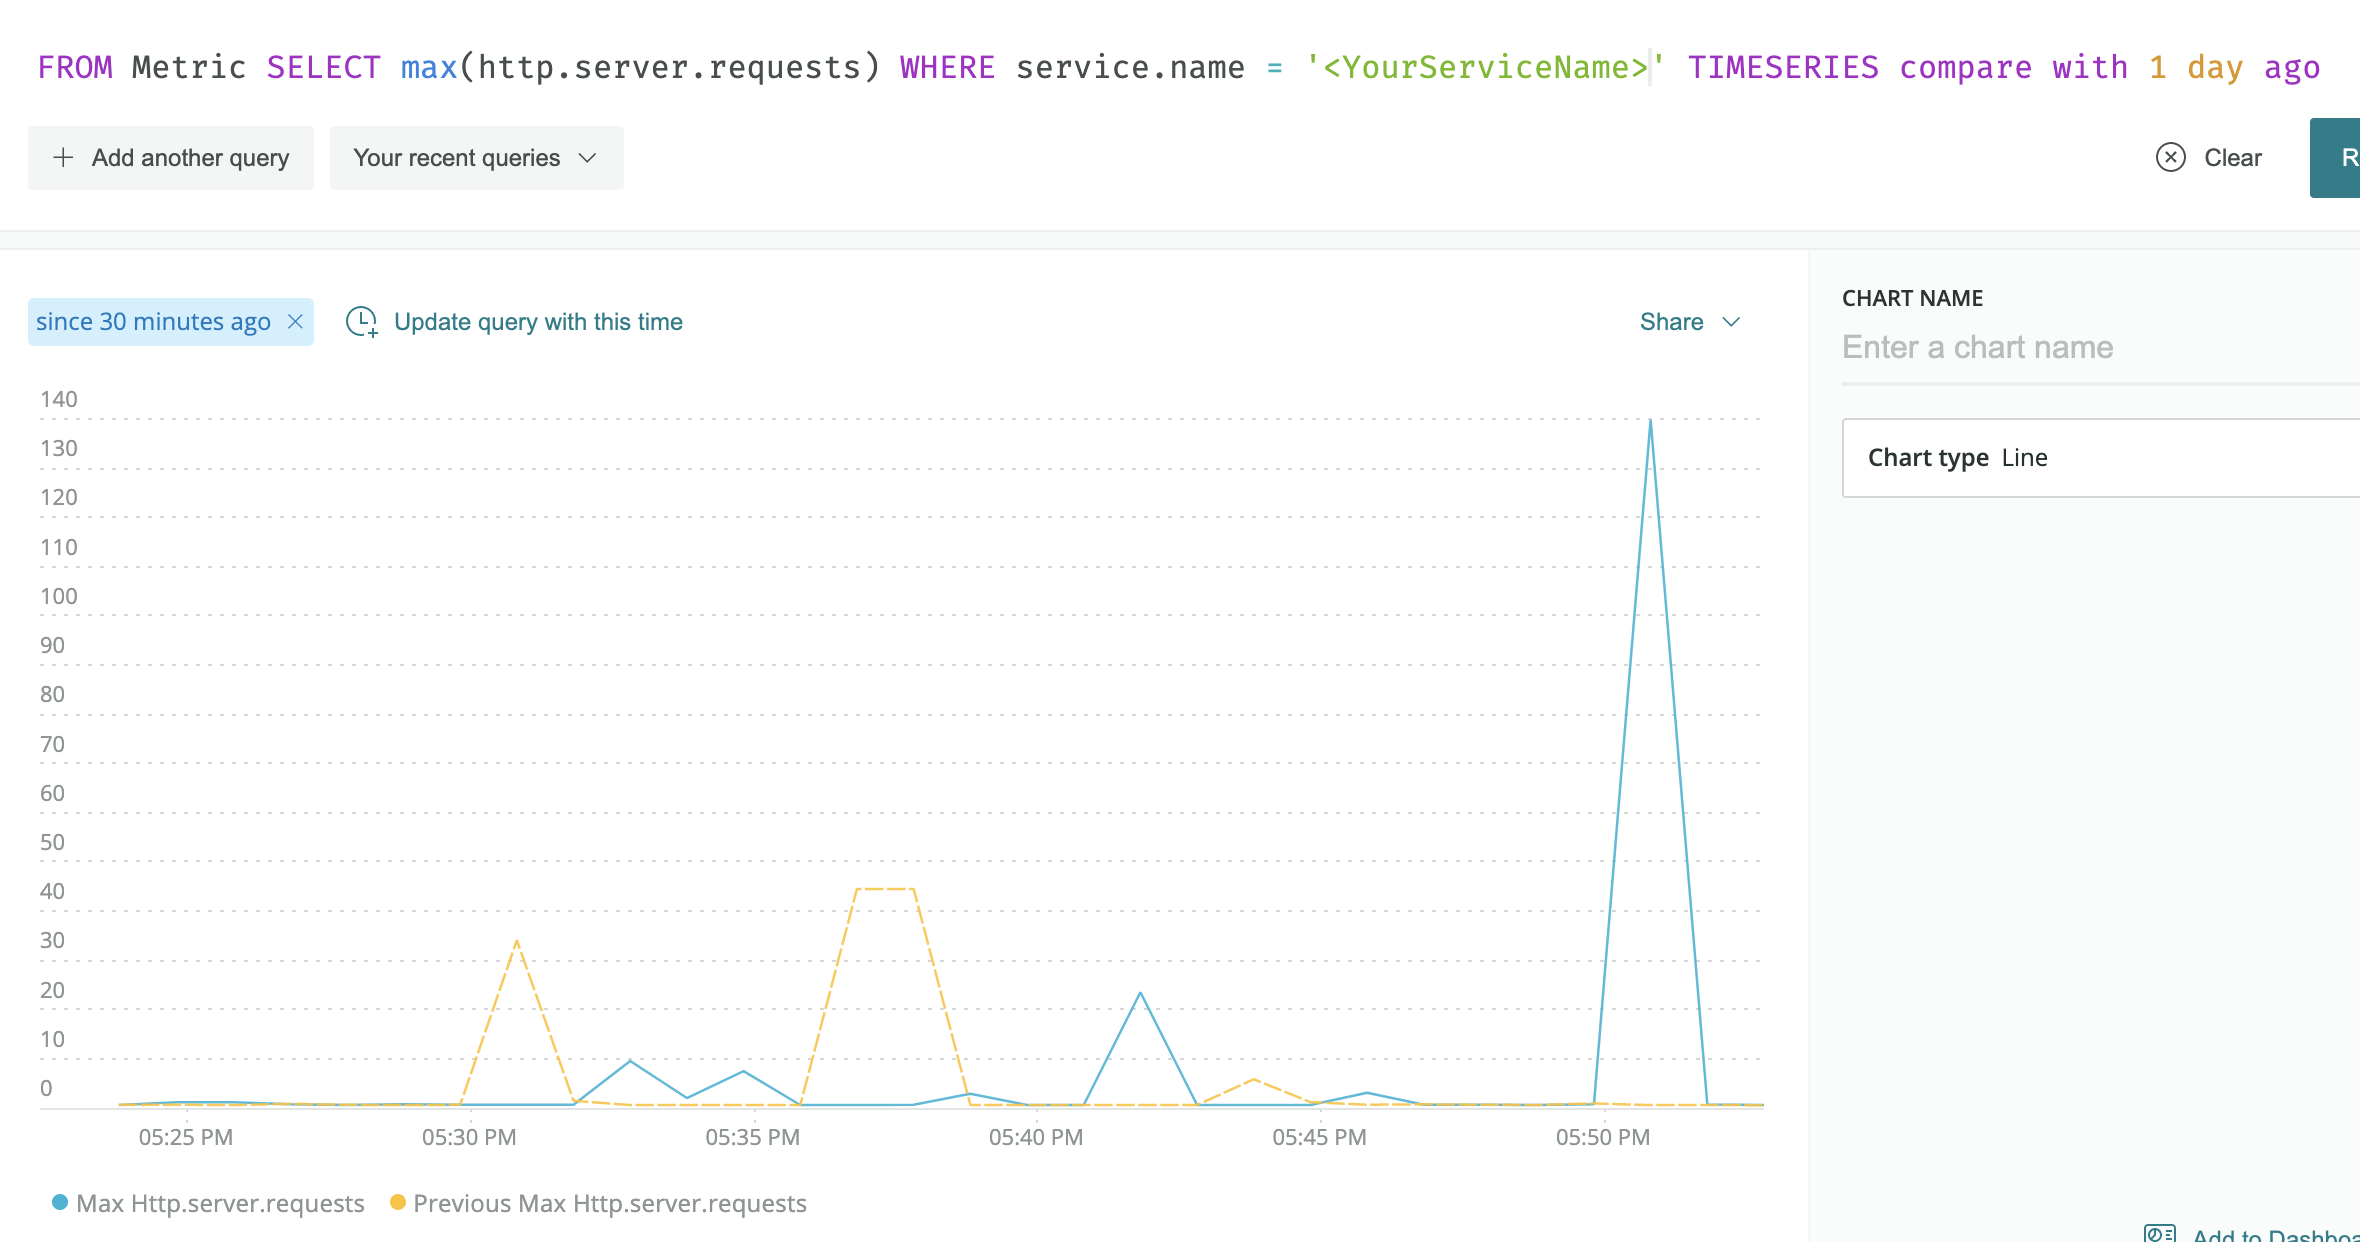 FROM Metric SELECT max(http.server.requests) WHERE service.name = '<YourServiceName>' TIMESERIES compare with 1 day ago
Add another query
Your recent queries
Clear
R
since 30 minutes ago
Update query with this time
Share
CHART NAME
Enter a chart name
Chart type Line
140
130
120
110
100
90
80
70
60
50
40
30
20
10
0
05:25 PM
05:30 PM
05:35 PM
05:40 PM
05:45 PM
05:50 PM
Max Http.server.requests
Previous Max Http.server.requests
Add to Dashboa